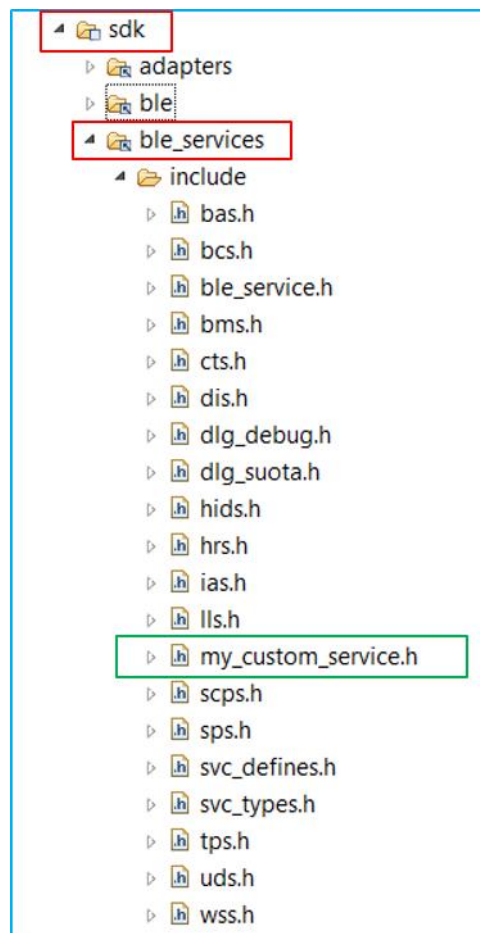 sdk
adapters
ble
ble_services
include
bas.h
bcs.h
ble_service.h
bms.h
cts.h
dis.h
dlg_debug.h
dlg_suota.h
hids.h
hrs.h
ias.h
lls.h
my_custom_service.h
scps.h
sps.h
svc_defines.h
svc_types.h
tps.h
uds.h
wss.h